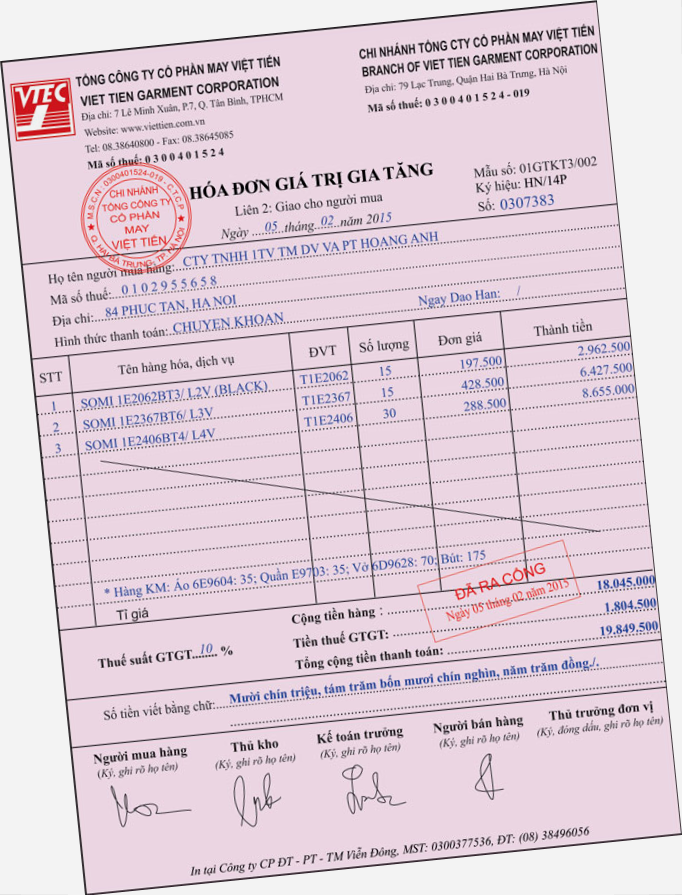 VTEC
TỔNG CÔNG TY CỔ PHẦN MAY VIỆT TIẾN
VIET TIEN GARMENT CORPORATION
Địa chỉ: 7 Lê Minh Xuân, P.7, Q. Tân Bình, TPHCM
Website: www.viettien.com.vn
Tel: 08.38640800 - Fax: 08.38645085
Mã số thuế: 0 3 0 0 4 0 1 5 2 4
CHI NHÁNH TỔNG CTY CỔ PHẦN MAY VIỆT TIẾN
BRANCH OF VIET TIEN GARMENT CORPORATION
Địa chỉ: 79 Lạc Trung, Quận Hai Bà Trưng, Hà Nội
Mã số thuế: 0 3 0 0 4 0 1 5 2 4 - 019
M.S.C.N - 0300401524-019 - C.T.C.P
CHI NHÁNH
TỔNG CÔNG TY
CỔ PHẦN
MAY
VIỆT TIẾN
Q. HAI BÀ TRƯNG, TP. HÀ NỘI
HÓA ĐƠN GIÁ TRỊ GIA TĂNG
Liên 2: Giao cho người mua
Ngày 05 tháng 02 năm 2015
Mẫu số: 01GTKT3/002
Ký hiệu: HN/14P
Số: 0307383
Họ tên người mua hàng: CTY TNHH 1TV TM DV VA PT HOANG ANH
Mã số thuế: 0 1 0 2 9 5 5 6 5 8
Địa chỉ: 84 PHUC TAN, HA NOI
Hình thức thanh toán: CHUYEN KHOAN Ngay Dao Han: /
STT Tên hàng hóa, dịch vụ ĐVT Số lượng Đơn giá Thành tiền
1 SOMI 1E2062BT3/ L2V (BLACK) T1E2062 15 197.500 2.962.500
2 SOMI 1E2367BT6/ L3V T1E2367 15 428.500 6.427.500
3 SOMI 1E2406BT4/ L4V T1E2406 30 288.500 8.655.000
* Hàng KM: Áo 6E9604: 35; Quần E9703: 35; Vở 6D9628: 70; Bút: 175
Tỉ giá
ĐÃ RA CỔNG
Ngày 05 tháng 02 năm 2015
Cộng tiền hàng : 18.045.000
Thuế suất GTGT 10 % Tiền thuế GTGT: 1.804.500
Tổng cộng tiền thanh toán: 19.849.500
Số tiền viết bằng chữ: Mười chín triệu, tám trăm bốn mươi chín nghìn, năm trăm đồng./.
Người mua hàng Thủ kho Kế toán trưởng Người bán hàng Thủ trưởng đơn vị
(Ký, ghi rõ họ tên) (Ký, ghi rõ họ tên) (Ký, ghi rõ họ tên) (Ký, ghi rõ họ tên) (Ký, đóng dấu, ghi rõ họ tên)
In tại Công ty CP ĐT - PT - TM Viễn Đông, MST: 0300377536, ĐT: (08) 38496056